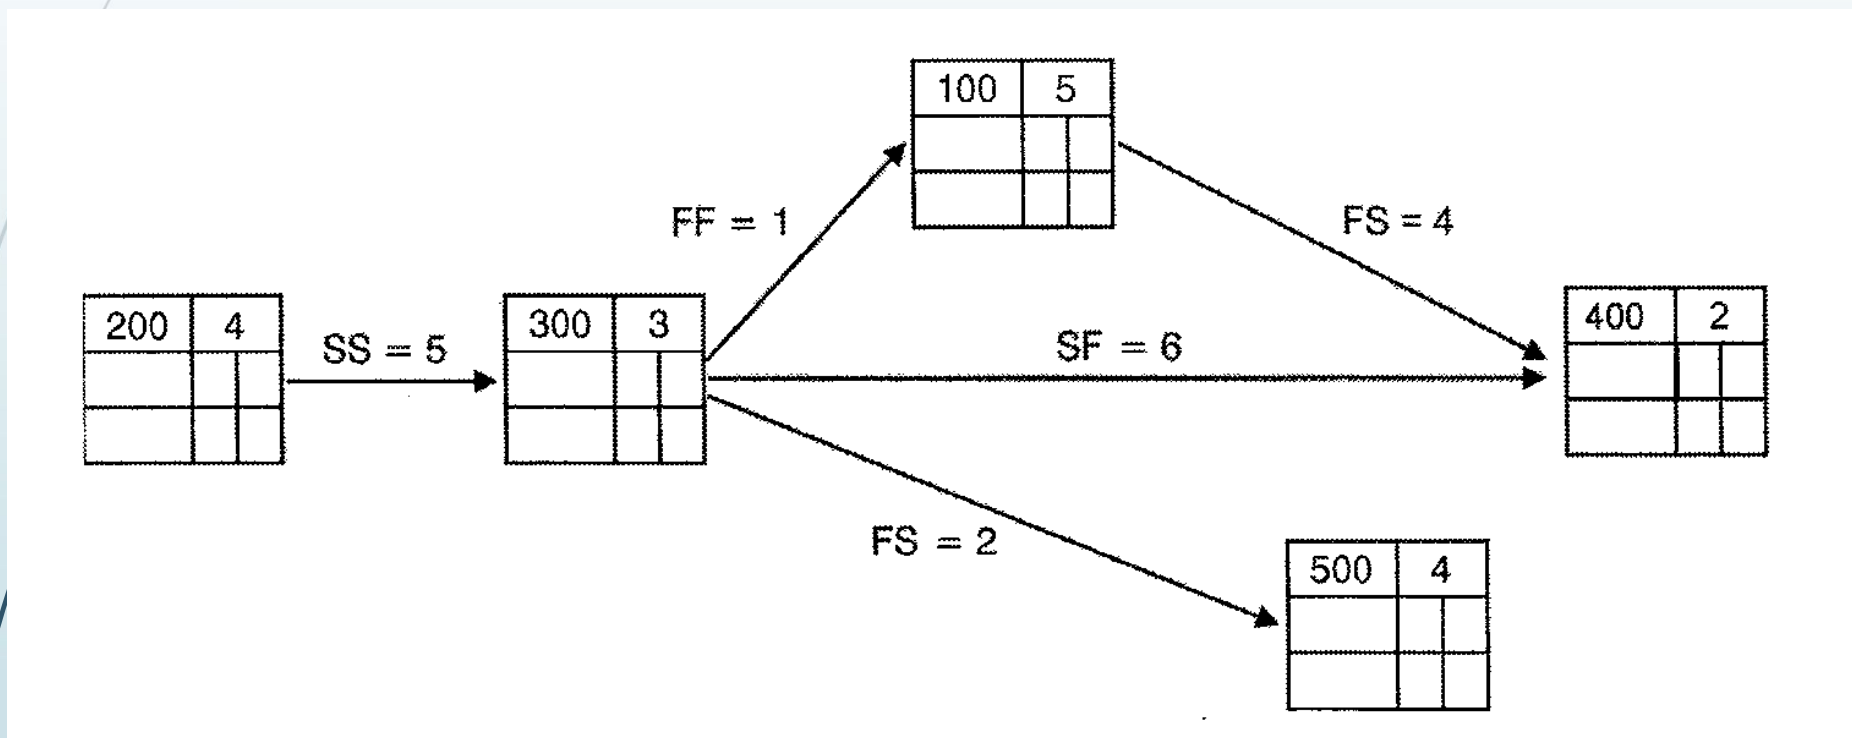 100 5
FF = 1
FS = 4
200 4
SS = 5
300 3
SF = 6
400 2
FS = 2
500 4